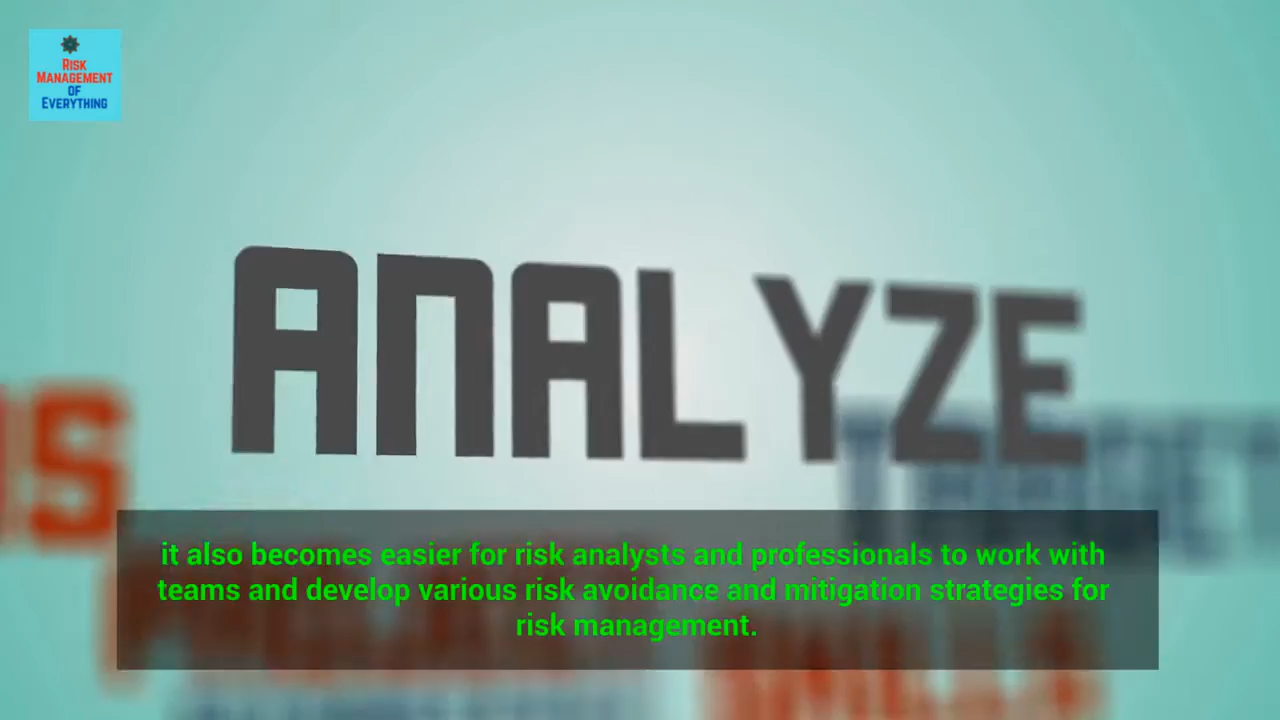 RISK
MANAGEMENT
OF
EVERYTHING
ANALYZE
it also becomes easier for risk analysts and professionals to work with
teams and develop various risk avoidance and mitigation strategies for
risk management.